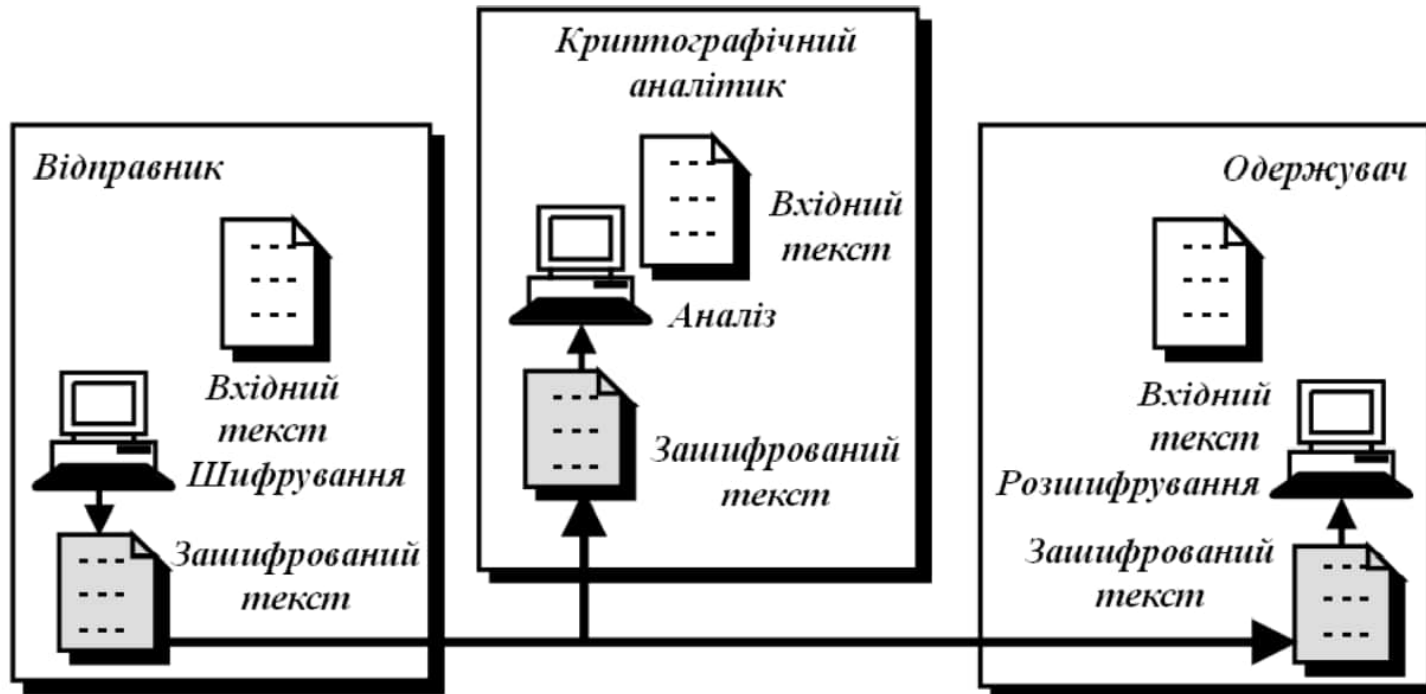 Криптографічний
аналітик
Вхідний
текст
Аналіз
Зашифрований
текст
Відправник
Вхідний
текст
Шифрування
Зашифрований
текст
Одержувач
Вхідний
текст
Розшифрування
Зашифрований
текст